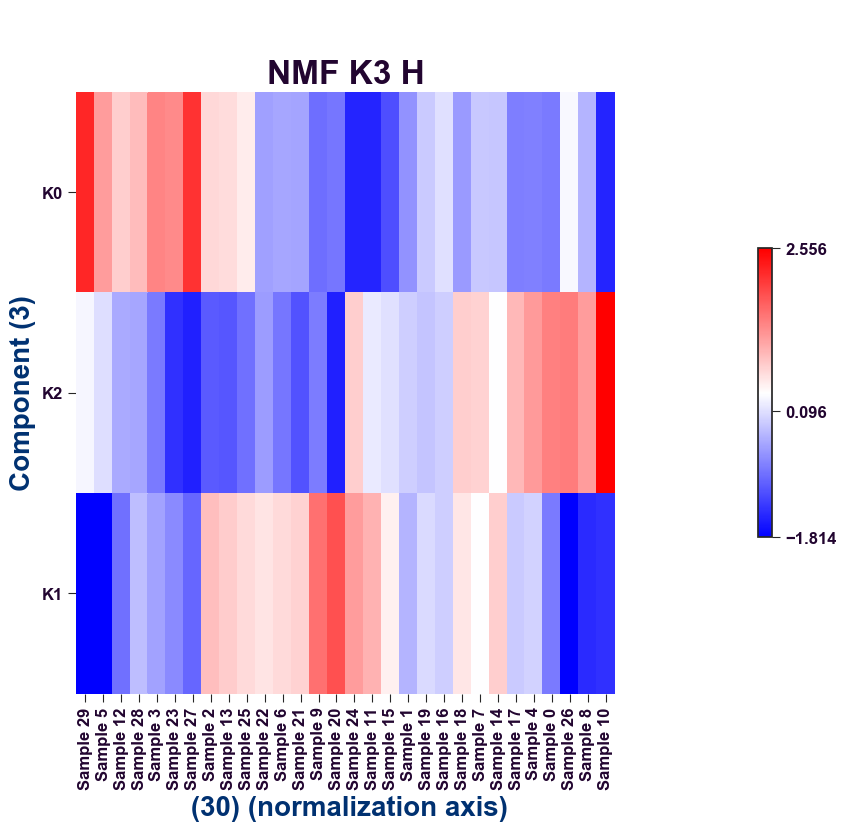 NMF K3 H
Component (3)
K0
K2
K1
2.556
0.096
−1.814
Sample 29
Sample 5
Sample 12
Sample 28
Sample 3
Sample 23
Sample 27
Sample 2
Sample 13
Sample 25
Sample 22
Sample 6
Sample 21
Sample 9
Sample 20
Sample 24
Sample 11
Sample 15
Sample 1
Sample 19
Sample 16
Sample 18
Sample 7
Sample 14
Sample 17
Sample 4
Sample 0
Sample 26
Sample 8
Sample 10
(30) (normalization axis)